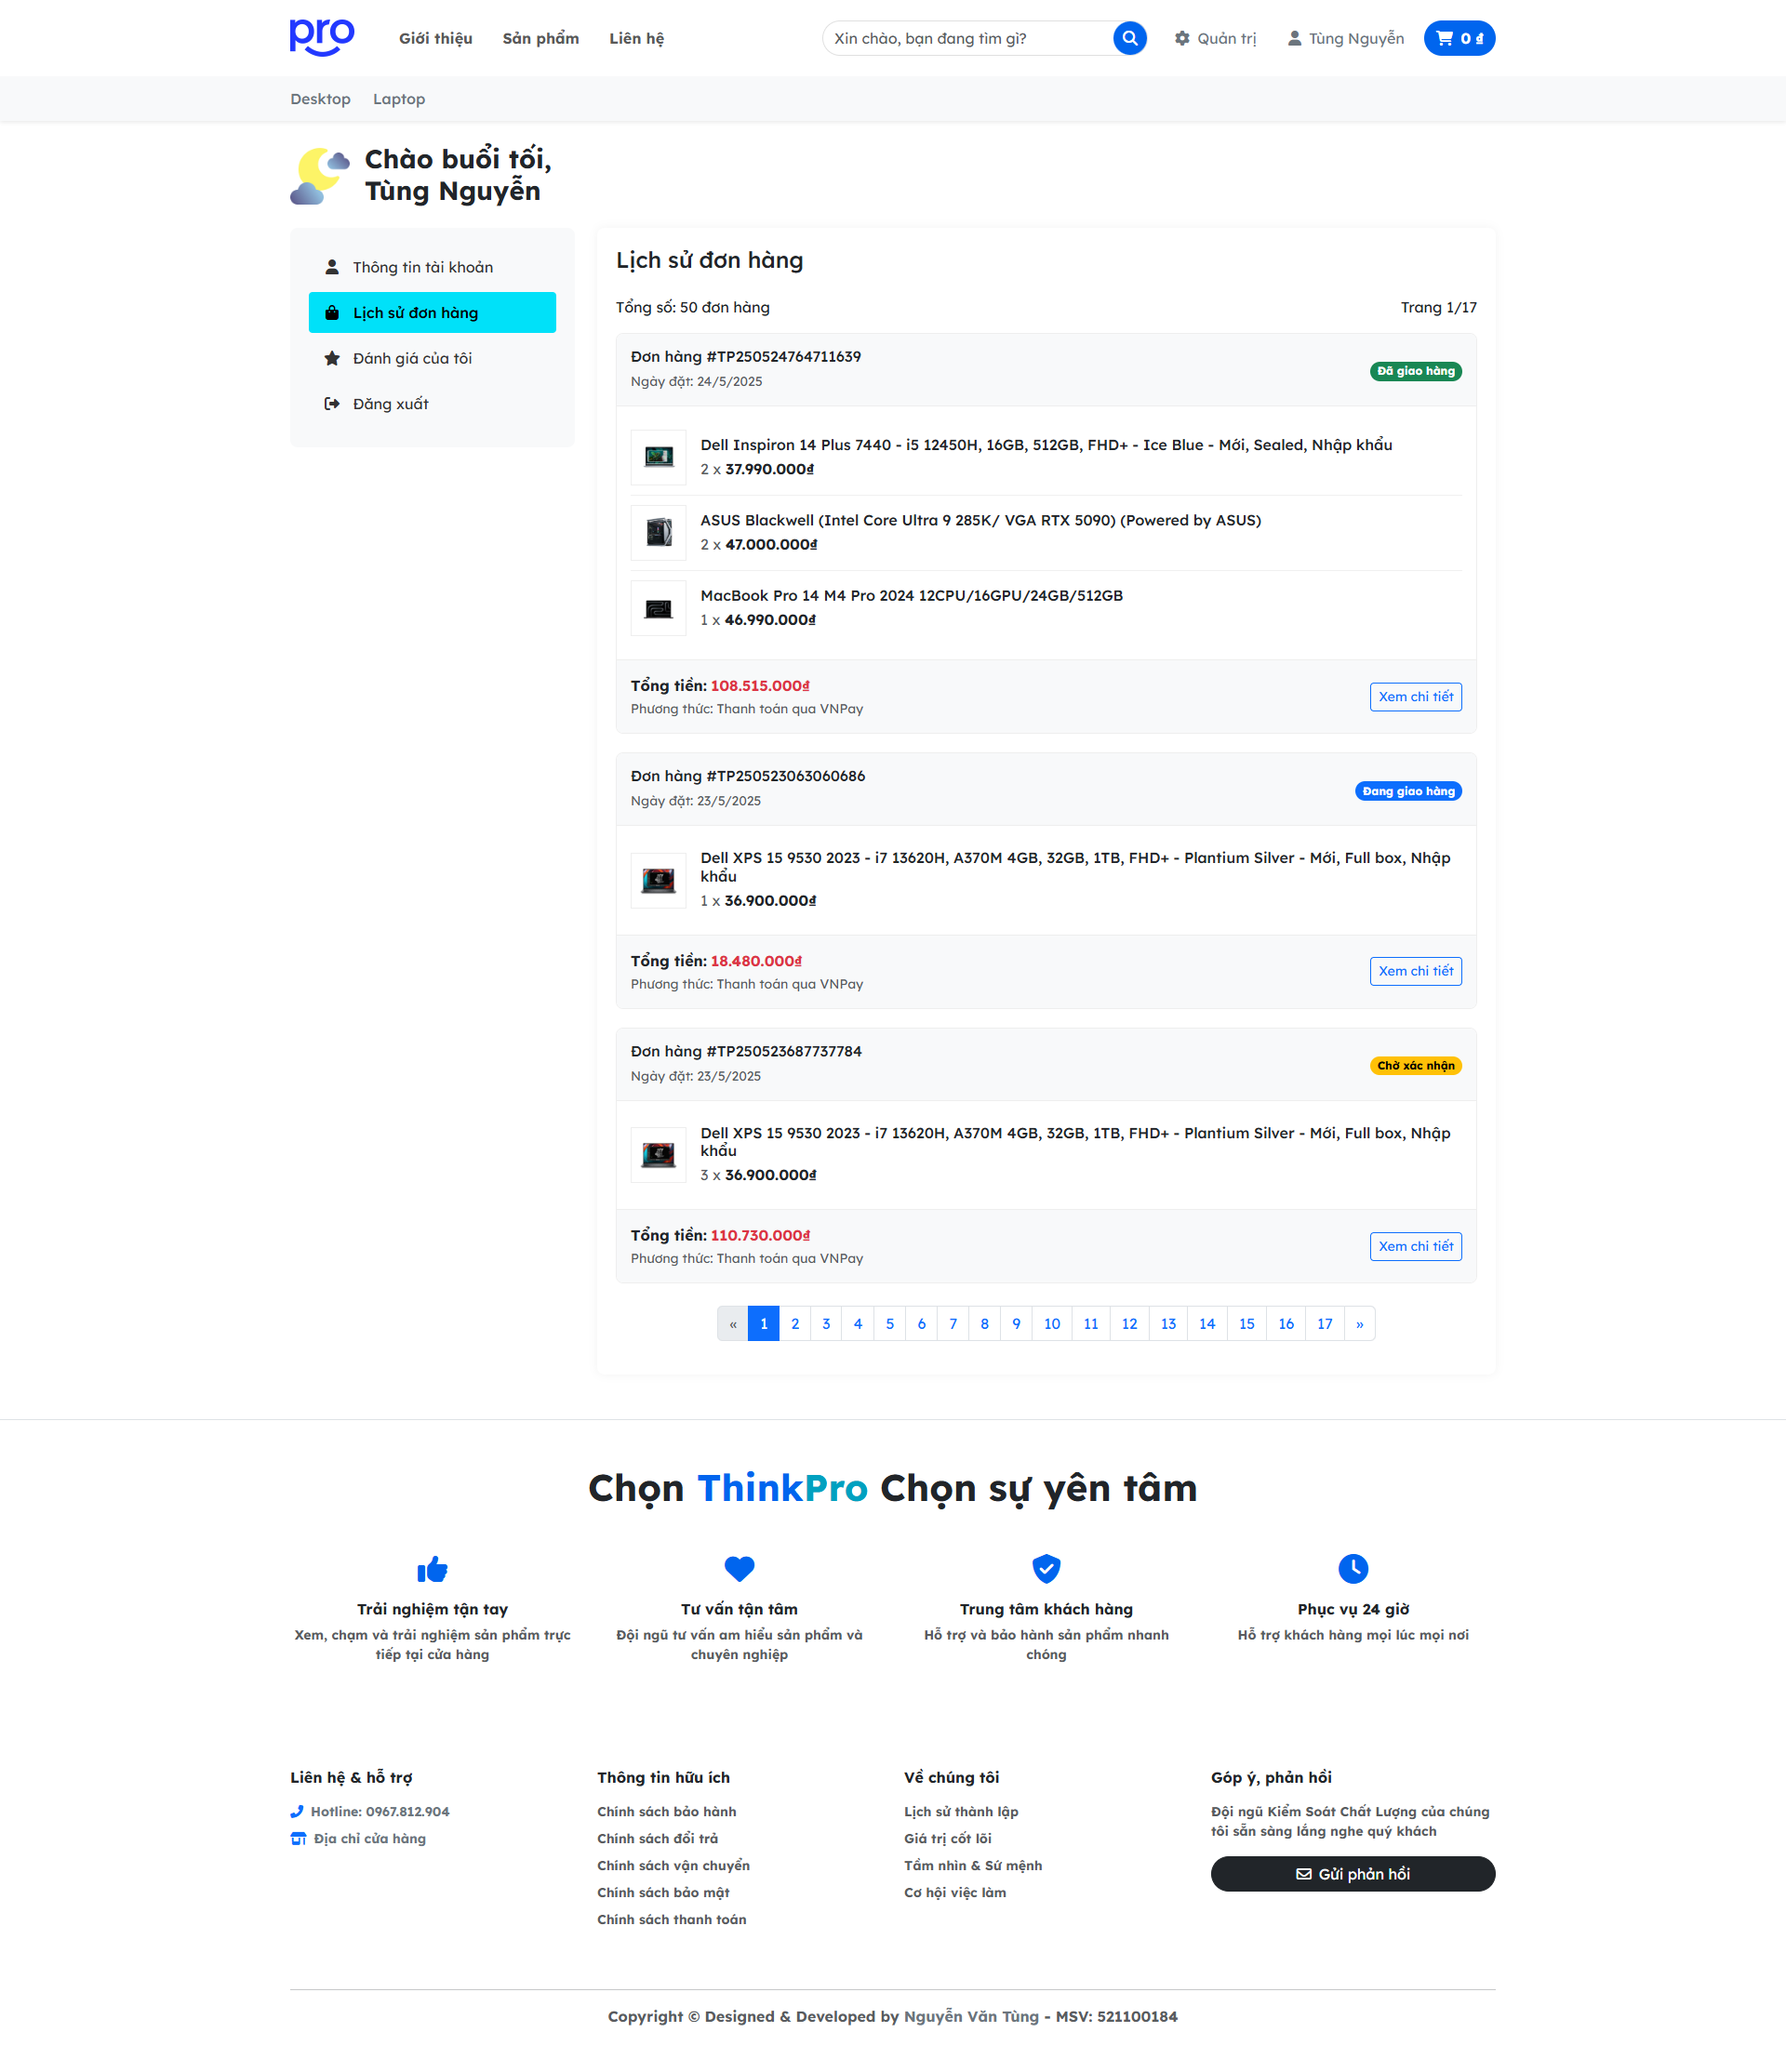 pro
Giới thiệu
Sản phẩm
Liên hệ
Xin chào, bạn đang tìm gì?
Quản trị
Tùng Nguyễn
0 ₫
Desktop
Laptop
Chào buổi tối,
Tùng Nguyễn
Thông tin tài khoản
Lịch sử đơn hàng
Đánh giá của tôi
Đăng xuất
Lịch sử đơn hàng
Tổng số: 50 đơn hàng
Trang 1/17
Đơn hàng #TP250524764711639
Ngày đặt: 24/5/2025
Đã giao hàng
Dell Inspiron 14 Plus 7440 - i5 12450H, 16GB, 512GB, FHD+ - Ice Blue - Mới, Sealed, Nhập khẩu
2 x 37.990.000₫
ASUS Blackwell (Intel Core Ultra 9 285K/ VGA RTX 5090) (Powered by ASUS)
2 x 47.000.000₫
MacBook Pro 14 M4 Pro 2024 12CPU/16GPU/24GB/512GB
1 x 46.990.000₫
Tổng tiền: 108.515.000₫
Phương thức: Thanh toán qua VNPay
Xem chi tiết
Đơn hàng #TP250523063060686
Ngày đặt: 23/5/2025
Đang giao hàng
Dell XPS 15 9530 2023 - i7 13620H, A370M 4GB, 32GB, 1TB, FHD+ - Plantium Silver - Mới, Full box, Nhập
khẩu
1 x 36.900.000₫
Tổng tiền: 18.480.000₫
Phương thức: Thanh toán qua VNPay
Xem chi tiết
Đơn hàng #TP250523687737784
Ngày đặt: 23/5/2025
Chờ xác nhận
Dell XPS 15 9530 2023 - i7 13620H, A370M 4GB, 32GB, 1TB, FHD+ - Plantium Silver - Mới, Full box, Nhập
khẩu
3 x 36.900.000₫
Tổng tiền: 110.730.000₫
Phương thức: Thanh toán qua VNPay
Xem chi tiết
« 1 2 3 4 5 6 7 8 9 10 11 12 13 14 15 16 17 »
Chọn ThinkPro Chọn sự yên tâm
Trải nghiệm tận tay
Xem, chạm và trải nghiệm sản phẩm trực
tiếp tại cửa hàng
Tư vấn tận tâm
Đội ngũ tư vấn am hiểu sản phẩm và
chuyên nghiệp
Trung tâm khách hàng
Hỗ trợ và bảo hành sản phẩm nhanh
chóng
Phục vụ 24 giờ
Hỗ trợ khách hàng mọi lúc mọi nơi
Liên hệ & hỗ trợ
Hotline: 0967.812.904
Địa chỉ cửa hàng
Thông tin hữu ích
Chính sách bảo hành
Chính sách đổi trả
Chính sách vận chuyển
Chính sách bảo mật
Chính sách thanh toán
Về chúng tôi
Lịch sử thành lập
Giá trị cốt lõi
Tầm nhìn & Sứ mệnh
Cơ hội việc làm
Góp ý, phản hồi
Đội ngũ Kiểm Soát Chất Lượng của chúng
tôi sẵn sàng lắng nghe quý khách
Gửi phản hồi
Copyright © Designed & Developed by Nguyễn Văn Tùng - MSV: 521100184